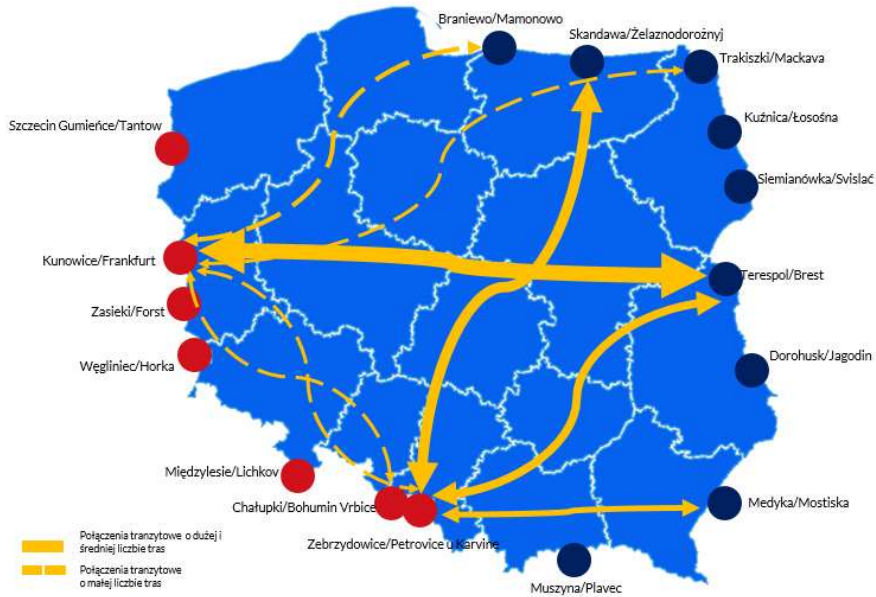 Braniewo/Mamonowo
Skandawa/Żelaznodorożnyj
Trakiszki/Mackava
Szczecin Gumieńce/Tantow
Kuźnica/Łosośna
Siemianówka/Svislać
Kunowice/Frankfurt
Terespol/Brest
Zasieki/Forst
Węgliniec/Horka
Dorohusk/Jagodin
Międzylesie/Lichkov
Chałupki/Bohumin Vrbice
Medyka/Mostiska
Zebrzydowice/Petrovice u Karvine
Muszyna/Plavec
Połączenia tranzytowe o dużej i
średniej liczbie tras
Połączenia tranzytowe
o małej liczbie tras